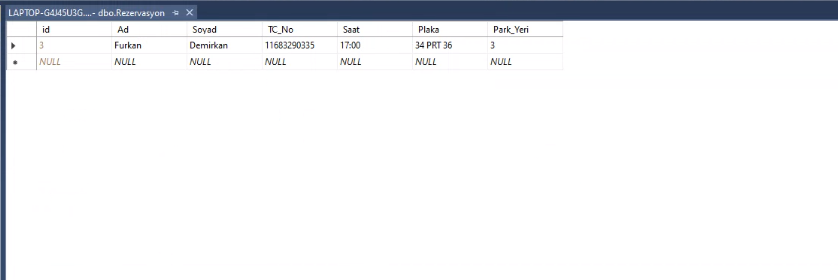 LAPTOP-G4J45U3G.... - dbo.Rezervasyon
id Ad Soyad TC_No Saat Plaka Park_Yeri
3 Furkan Demirkan 11683290335 17:00 34 PRT 36 3
NULL NULL NULL NULL NULL NULL NULL